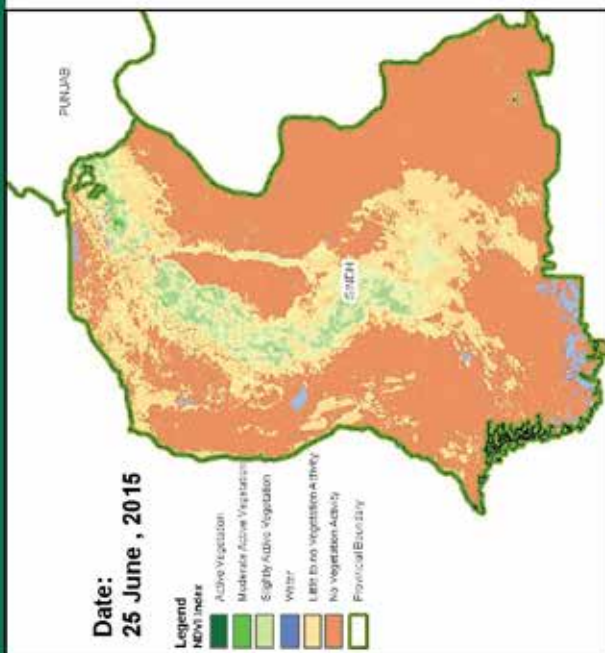 PUNJAB
SINDH
Date:
25 June , 2015
Legend
NDVI Index
Active Vegetation
Moderate Active Vegetation
Slightly Active Vegetation
Water
Little to no Vegetation Activity
No Vegetation Activity
Provincial Boundary